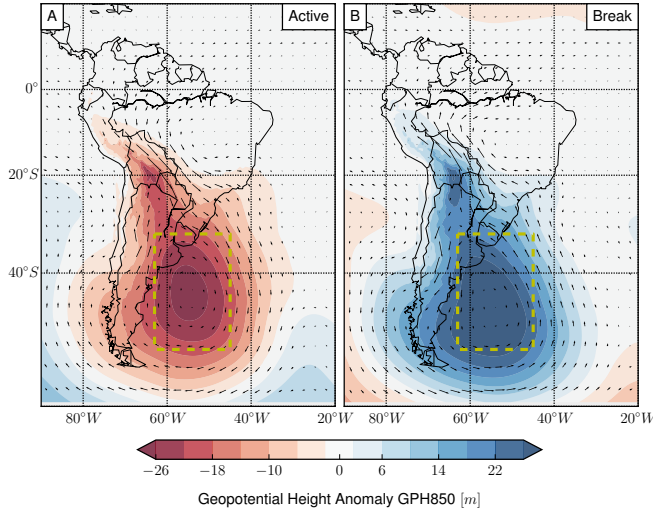 A Active
B Break
0°
20°S
40°S
80°W 60°W 40°W 20°W
80°W 60°W 40°W 20°W
−26 −18 −10 0 6 14 22
Geopotential Height Anomaly GPH850 [m]